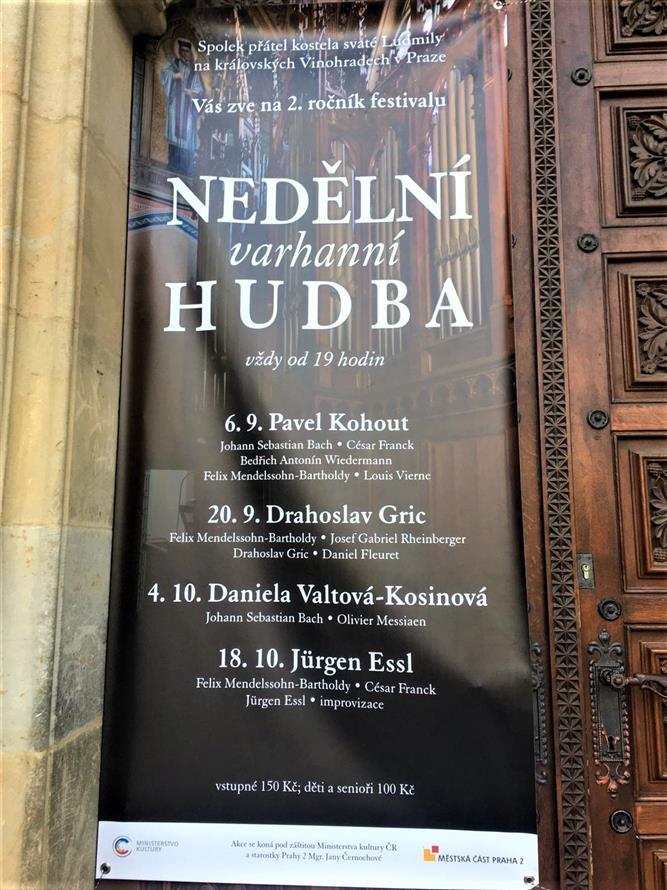 Spolek přátel kostela svaté Ludmily
na královských Vinohradech v Praze
Vás zve na 2. ročník festivalu
NEDĚLNÍ
varhanní
HUDBA
vždy od 19 hodin
6. 9. Pavel Kohout
Johann Sebastian Bach • César Franck
Bedřich Antonín Wiedermann
Felix Mendelssohn-Bartholdy • Louis Vierne
20. 9. Drahoslav Gric
Felix Mendelssohn-Bartholdy • Josef Gabriel Rheinberger
Drahoslav Gric • Daniel Fleuret
4. 10. Daniela Valtová-Kosinová
Johann Sebastian Bach • Olivier Messiaen
18. 10. Jürgen Essl
Felix Mendelssohn-Bartholdy • César Franck
Jürgen Essl • improvizace
vstupné 150 Kč; děti a senioři 100 Kč
MINISTERSTVO
KULTURY
Akce se koná pod záštitou Ministerstva kultury ČR
a starostky Prahy 2 Mgr. Jany Černochové
MĚSTSKÁ ČÁST PRAHA 2